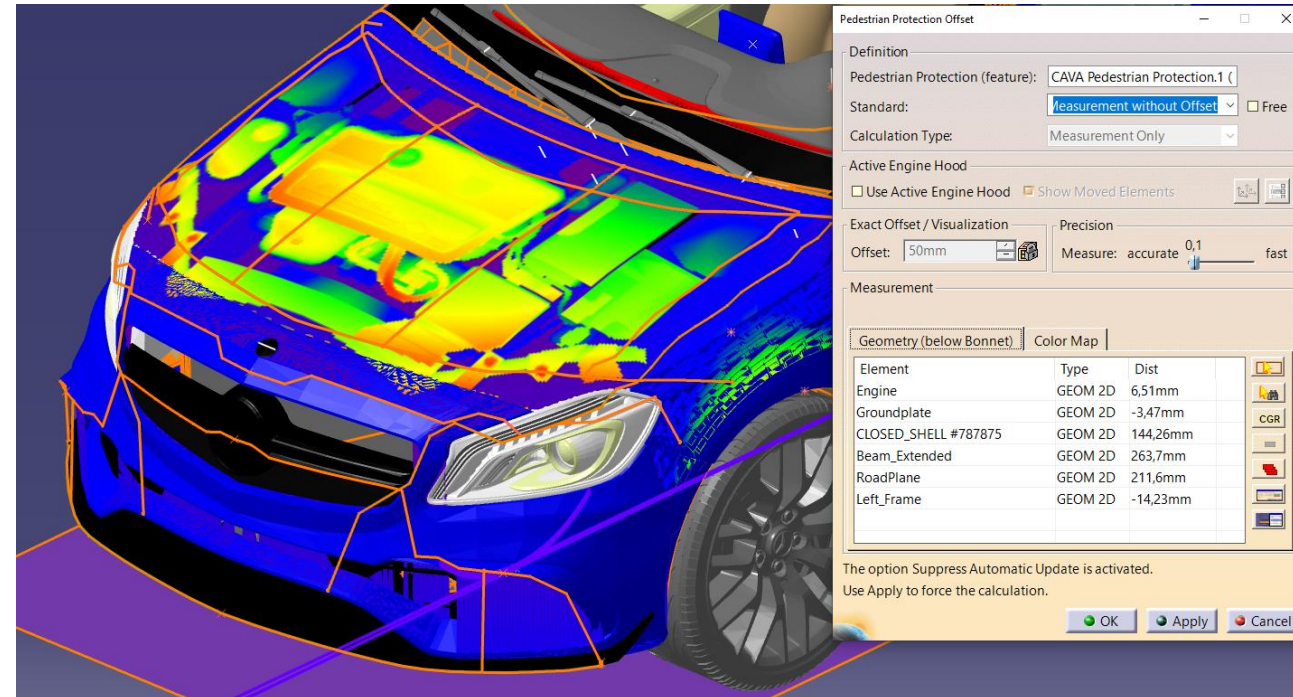 Pedestrian Protection Offset
Definition
Pedestrian Protection (feature): CAVA Pedestrian Protection.1 (
Standard: Measurement without Offset Free
Calculation Type: Measurement Only
Active Engine Hood
Use Active Engine Hood Show Moved Elements
Exact Offset / Visualization Precision
Offset: 50mm Measure: accurate 0,1 fast
Measurement
Geometry (below Bonnet) Color Map
Element Type Dist
Engine GEOM 2D 6,51mm
Groundplate GEOM 2D -3,47mm
CLOSED_SHELL #787875 GEOM 2D 144,26mm
Beam_Extended GEOM 2D 263,7mm
RoadPlane GEOM 2D 211,6mm
Left_Frame GEOM 2D -14,23mm
CGR
The option Suppress Automatic Update is activated.
Use Apply to force the calculation.
OK Apply Cancel